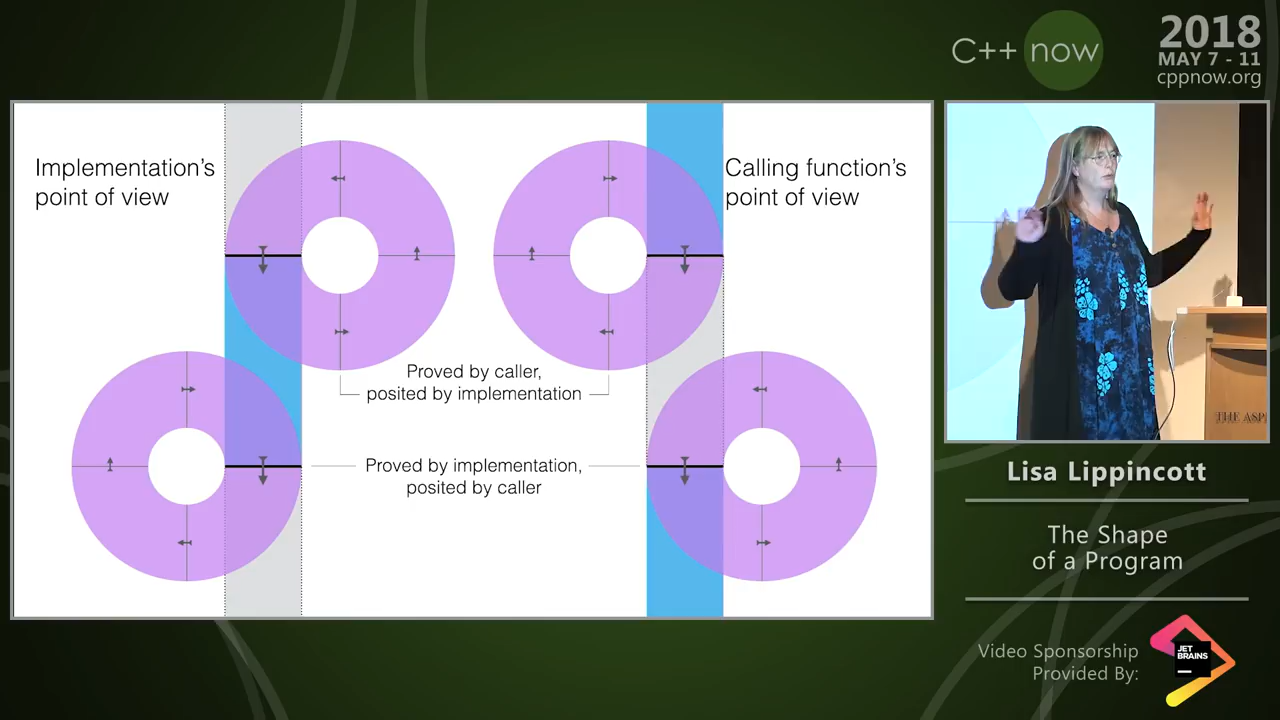 C++ now
2018
MAY 7 - 11
cppnow.org
Implementation's
point of view
Calling function's
point of view
Proved by caller,
posited by implementation
Proved by implementation,
posited by caller
THE ASP
Lisa Lippincott
The Shape
of a Program
Video Sponsorship
Provided By:
JET
BRAINS